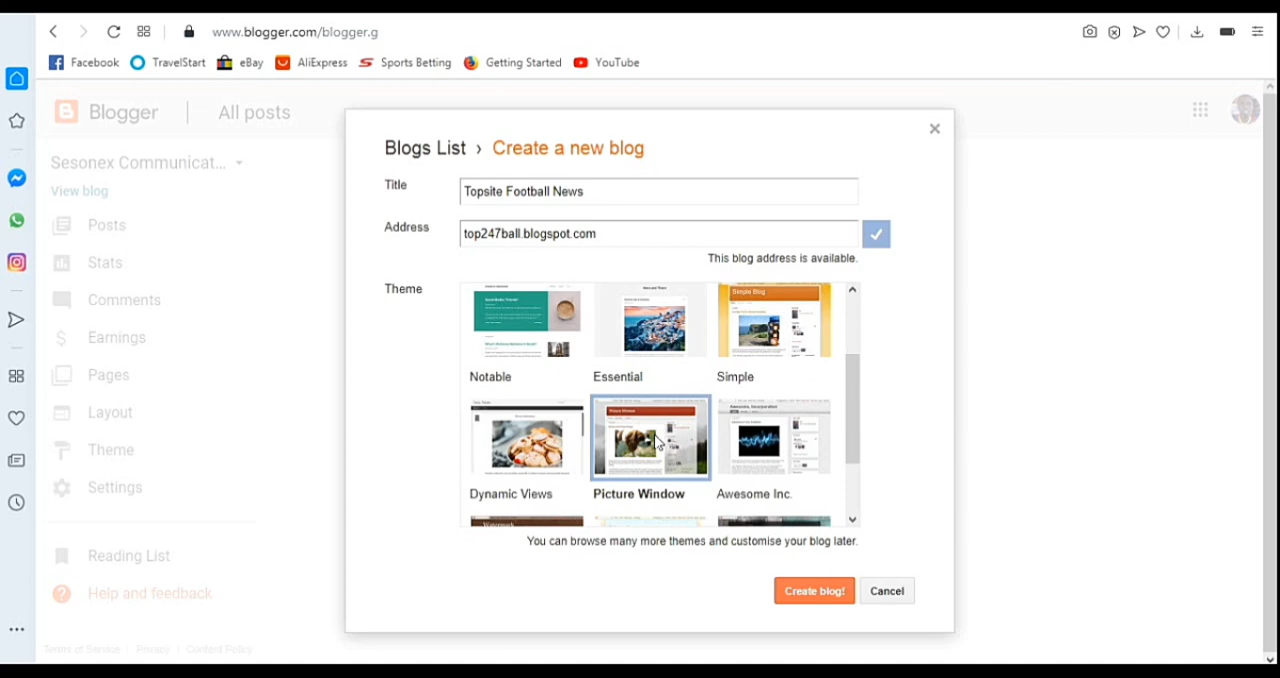 www.blogger.com/blogger.g
Facebook TravelStart eBay AliExpress Sports Betting Getting Started YouTube
Blogger All posts
Sesonex Communicat...
View blog
Posts
Stats
Comments
Earnings
Pages
Layout
Theme
Settings
Reading List
Help and feedback
Terms of Service | Privacy | Content Policy
Blogs List › Create a new blog
Title Topsite Football News
Address top247ball.blogspot.com
This blog address is available.
Theme
Simple Blog
Notable Essential Simple
Picture Window
Dynamic Views Picture Window Awesome Inc.
Watermark
You can browse many more themes and customise your blog later.
Create blog! Cancel